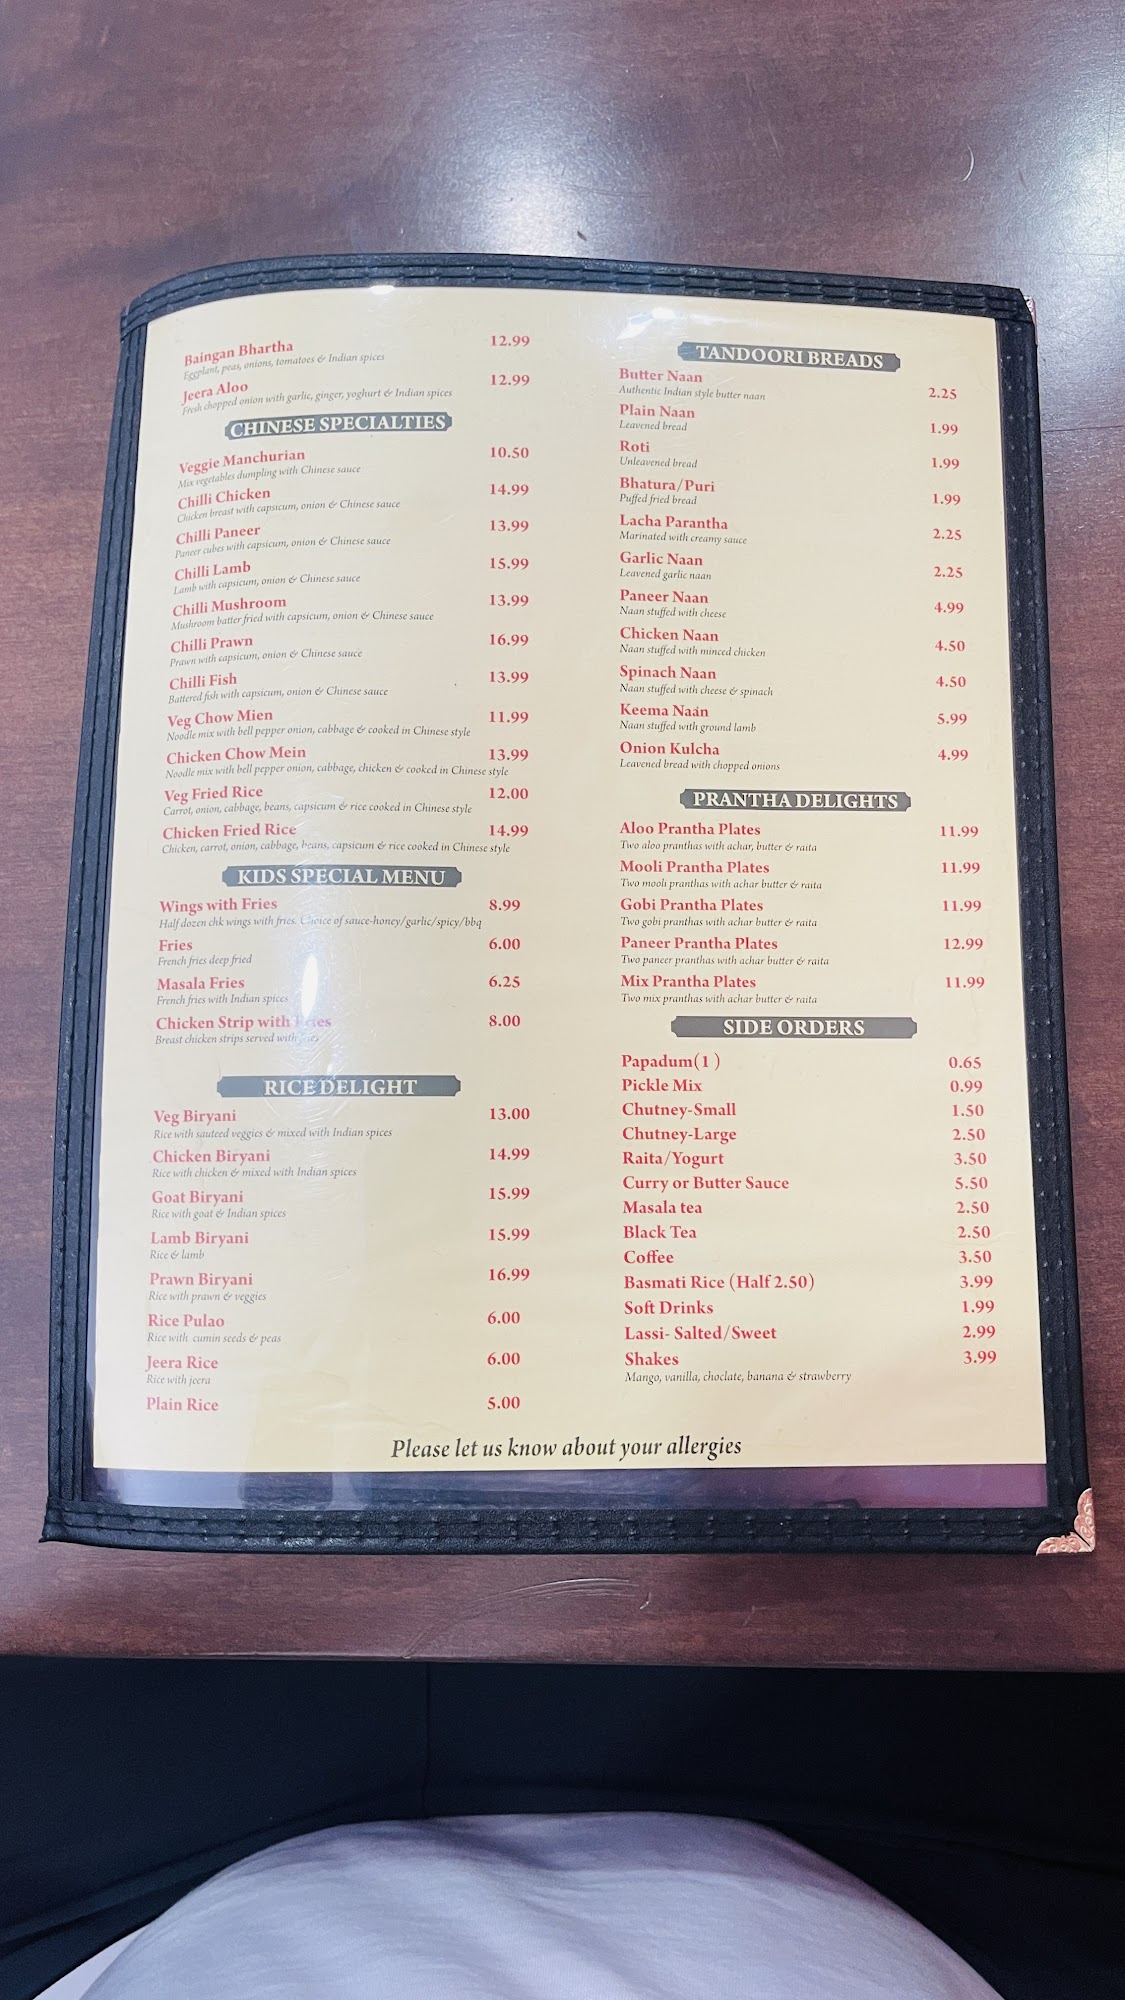 Baingan Bhartha 12.99
Eggplant, peas, onions, tomatoes & Indian spices
Jeera Aloo 12.99
Fresh chopped onion with garlic, ginger, yoghurt & Indian spices
CHINESE SPECIALTIES
Veggie Manchurian 10.50
Mix vegetables dumpling with Chinese sauce
Chilli Chicken 14.99
Chicken breast with capsicum, onion & Chinese sauce
Chilli Paneer 13.99
Paneer cubes with capsicum, onion & Chinese sauce
Chilli Lamb 15.99
Lamb with capsicum, onion & Chinese sauce
Chilli Mushroom 13.99
Mushroom batter fried with capsicum, onion & Chinese sauce
Chilli Prawn 16.99
Prawn with capsicum, onion & Chinese sauce
Chilli Fish 13.99
Battered fish with capsicum, onion & Chinese sauce
Veg Chow Mien 11.99
Noodle mix with bell pepper onion, cabbage & cooked in Chinese style
Chicken Chow Mein 13.99
Noodle mix with bell pepper onion, cabbage, chicken & cooked in Chinese style
Veg Fried Rice 12.00
Carrot, onion, cabbage, beans, capsicum & rice cooked in Chinese style
Chicken Fried Rice 14.99
Chicken, carrot, onion, cabbage, beans, capsicum & rice cooked in Chinese style
KIDS SPECIAL MENU
Wings with Fries 8.99
Half dozen chk wings with fries. Choice of sauce-honey/garlic/spicy/bbq
Fries 6.00
French fries deep fried
Masala Fries 6.25
French fries with Indian spices
Chicken Strip with Fries 8.00
Breast chicken strips served with fries
RICE DELIGHT
Veg Biryani 13.00
Rice with sauteed veggies & mixed with Indian spices
Chicken Biryani 14.99
Rice with chicken & mixed with Indian spices
Goat Biryani 15.99
Rice with goat & Indian spices
Lamb Biryani 15.99
Rice & lamb
Prawn Biryani 16.99
Rice with prawn & veggies
Rice Pulao 6.00
Rice with cumin seeds & peas
Jeera Rice 6.00
Rice with jeera
Plain Rice 5.00
TANDOORI BREADS
Butter Naan 2.25
Authentic Indian style butter naan
Plain Naan 1.99
Leavened bread
Roti 1.99
Unleavened bread
Bhatura/Puri 1.99
Puffed fried bread
Lacha Parantha 2.25
Marinated with creamy sauce
Garlic Naan 2.25
Leavened garlic naan
Paneer Naan 4.99
Naan stuffed with cheese
Chicken Naan 4.50
Naan stuffed with minced chicken
Spinach Naan 4.50
Naan stuffed with cheese & spinach
Keema Naan 5.99
Naan stuffed with ground lamb
Onion Kulcha 4.99
Leavened bread with chopped onions
PRANTHA DELIGHTS
Aloo Prantha Plates 11.99
Two aloo pranthas with achar, butter & raita
Mooli Prantha Plates 11.99
Two mooli pranthas with achar butter & raita
Gobi Prantha Plates 11.99
Two gobi pranthas with achar butter & raita
Paneer Prantha Plates 12.99
Two paneer pranthas with achar butter & raita
Mix Prantha Plates 11.99
Two mix pranthas with achar butter & raita
SIDE ORDERS
Papadum(1 ) 0.65
Pickle Mix 0.99
Chutney-Small 1.50
Chutney-Large 2.50
Raita/Yogurt 3.50
Curry or Butter Sauce 5.50
Masala tea 2.50
Black Tea 2.50
Coffee 3.50
Basmati Rice (Half 2.50) 3.99
Soft Drinks 1.99
Lassi- Salted/Sweet 2.99
Shakes 3.99
Mango, vanilla, choclate, banana & strawberry
Please let us know about your allergies